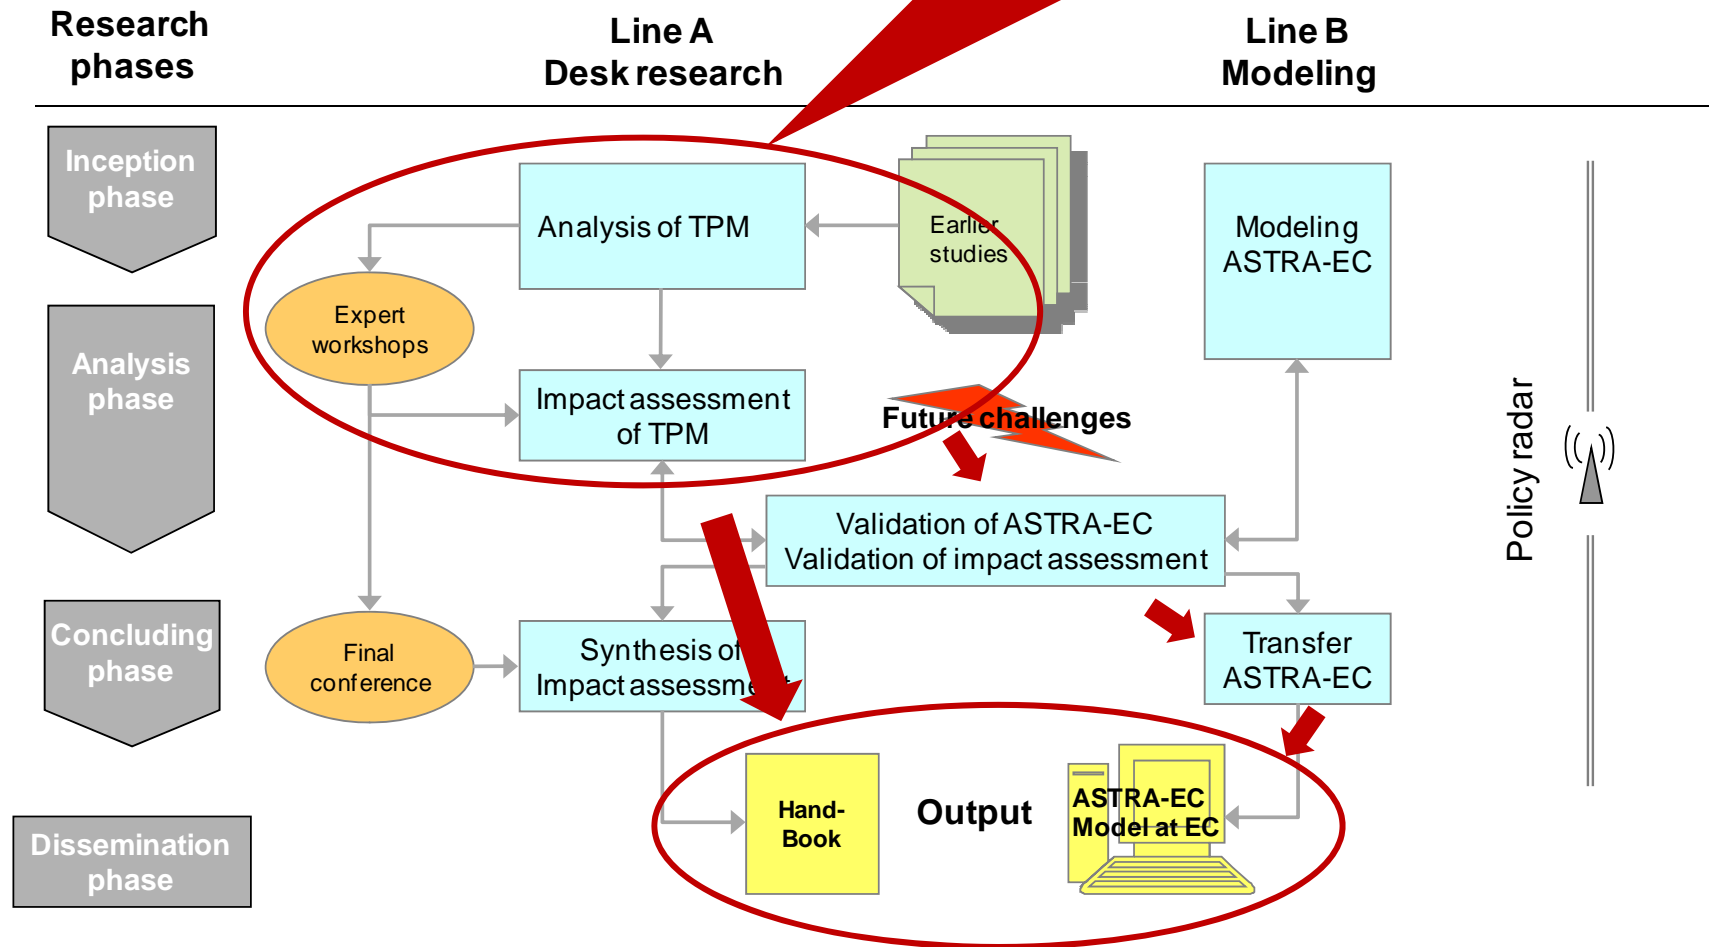 Research
phases
Line A
Desk research
Line B
Modeling
Inception
phase
Analysis of TPM
Earlier
studies
Modeling
ASTRA-EC
Expert
workshops
Analysis
phase
Impact assessment
of TPM
Future challenges
Policy radar
Validation of ASTRA-EC
Validation of impact assessment
Concluding
phase
Final
conference
Synthesis of
Impact assessment
Transfer
ASTRA-EC
Hand-
Book
Output
ASTRA-EC
Model at EC
Dissemination
phase